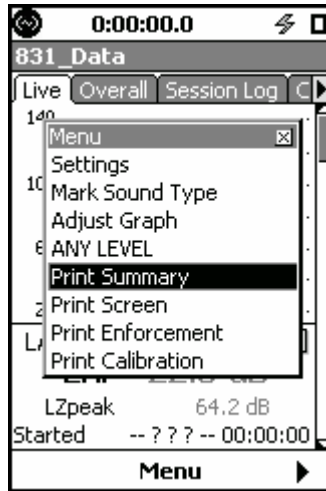 0:00:00.0
831_Data
Live Overall Session Log C
140
Menu
Settings
Mark Sound Type
Adjust Graph
ANY LEVEL
Print Summary
Print Screen
Print Enforcement
Print Calibration
LZpeak 64.2 dB
Started -- ? ? ? -- 00:00:00
Menu